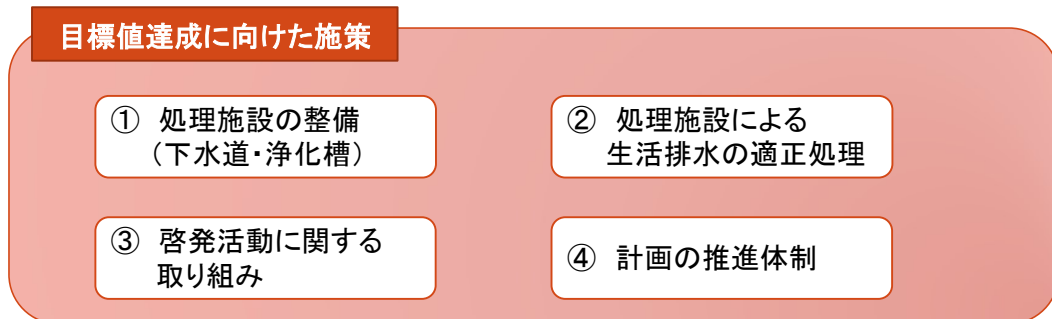 目標値達成に向けた施策
① 処理施設の整備
（下水道・浄化槽）
② 処理施設による
生活排水の適正処理
③ 啓発活動に関する
取り組み
④ 計画の推進体制